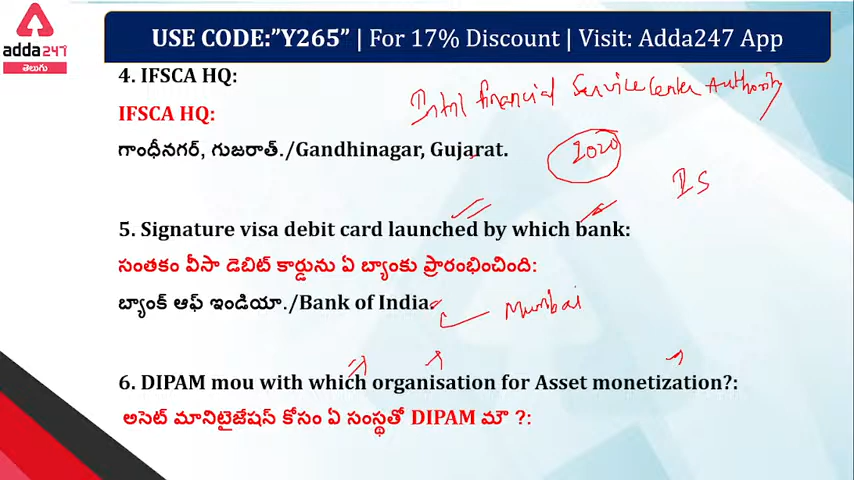 adda247
తెలుగు
USE CODE:"Y265" | For 17% Discount | Visit: Adda247 App
4. IFSCA HQ:
IFSCA HQ:
గాంధీనగర్, గుజరాత్./Gandhinagar, Gujarat.
Intnl financial Service Center Authority
2020
IS
5. Signature visa debit card launched by which bank:
సంతకం వీసా డెబిట్ కార్డును ఏ బ్యాంకు ప్రారంభించింది:
బ్యాంక్ ఆఫ్ ఇండియా./Bank of India.
Mumbai
6. DIPAM mou with which organisation for Asset monetization?:
అసెట్ మానిటైజేషన్ కోసం ఏ సంస్థతో DIPAM మౌ ?: